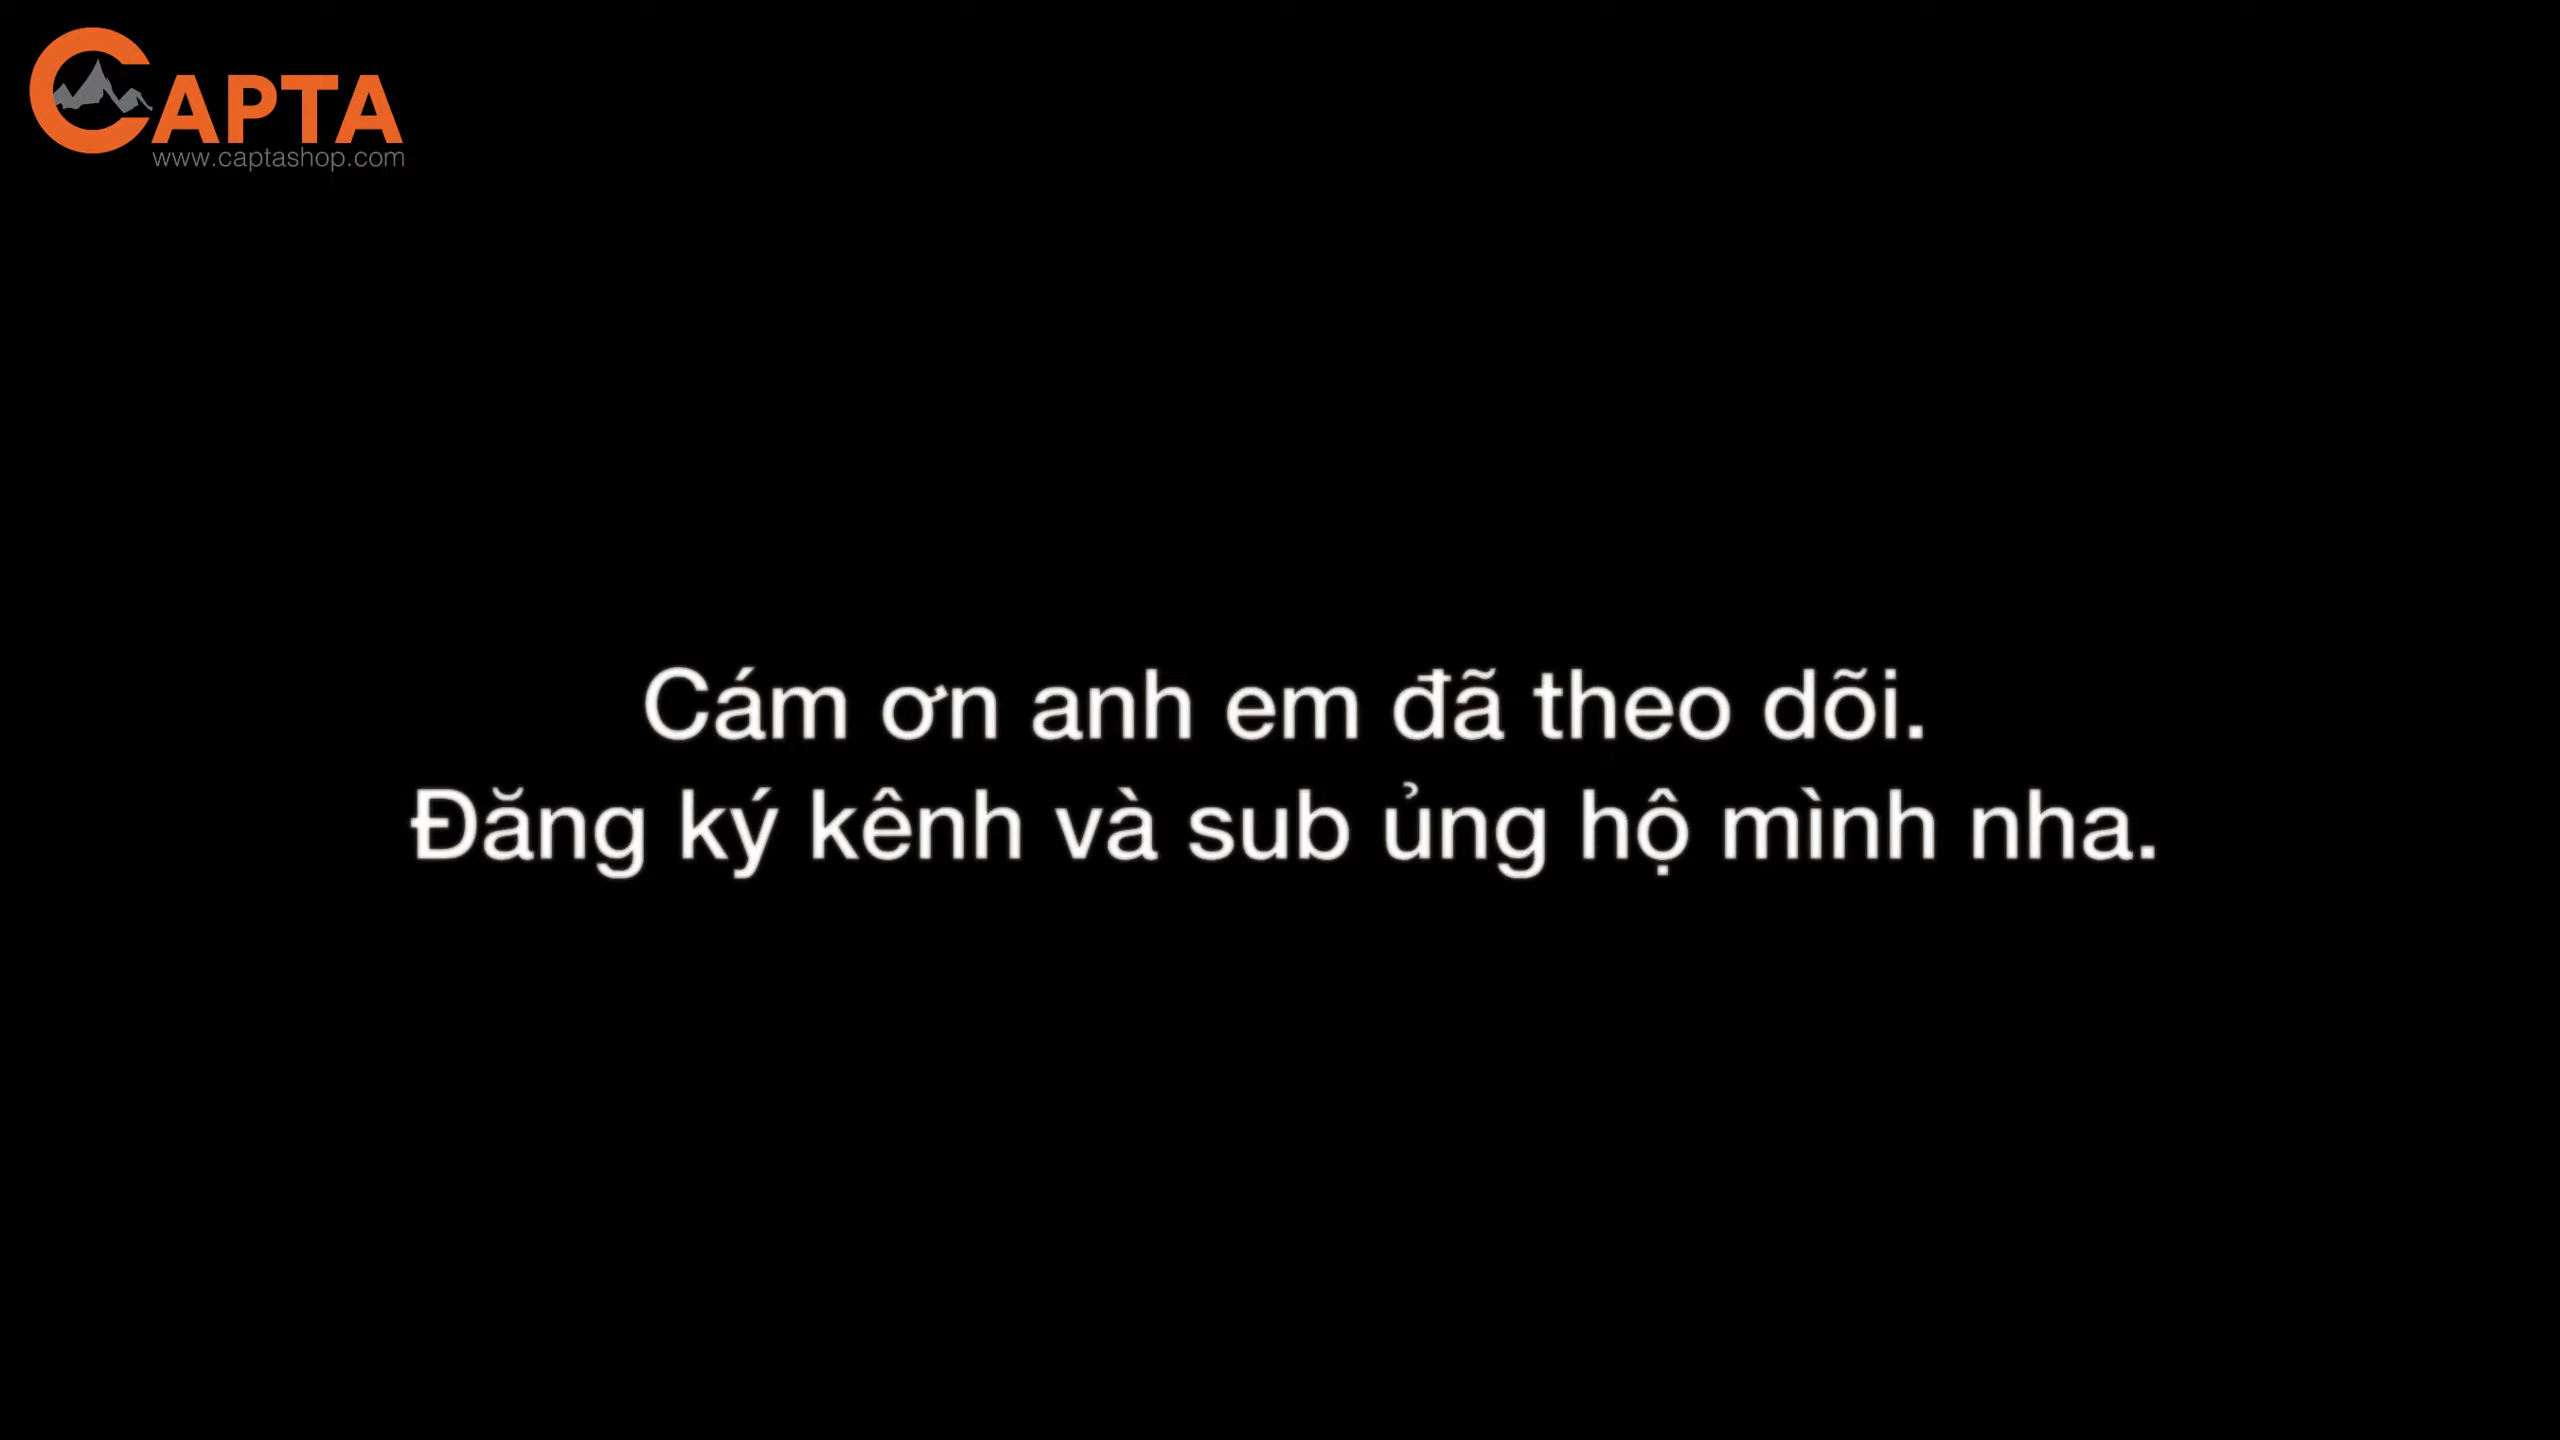 CAPTA
www.captashop.com
Cám ơn anh em đã theo dõi.
Đăng ký kênh và sub ủng hộ mình nha.